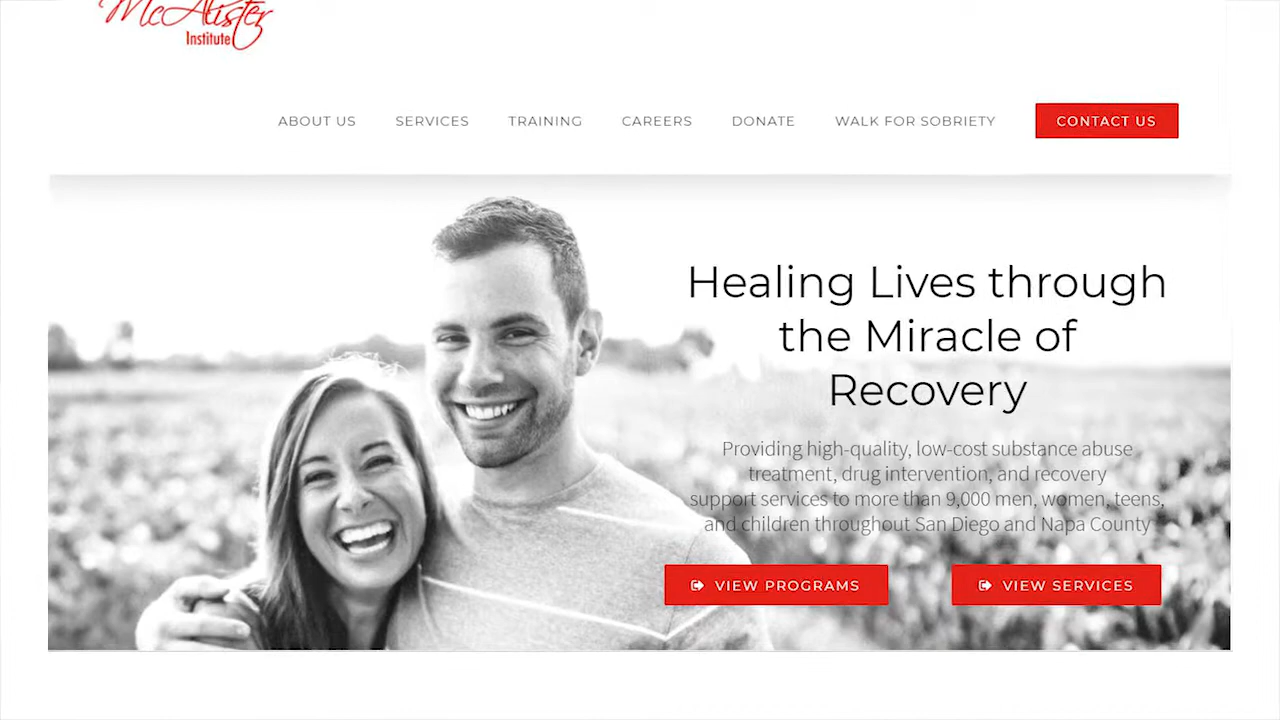 McAlister
Institute
ABOUT US SERVICES TRAINING CAREERS DONATE WALK FOR SOBRIETY CONTACT US
Healing Lives through
the Miracle of
Recovery
Providing high-quality, low-cost substance abuse
treatment, drug intervention, and recovery
support services to more than 9,000 men, women, teens,
and children throughout San Diego and Napa County
VIEW PROGRAMS VIEW SERVICES